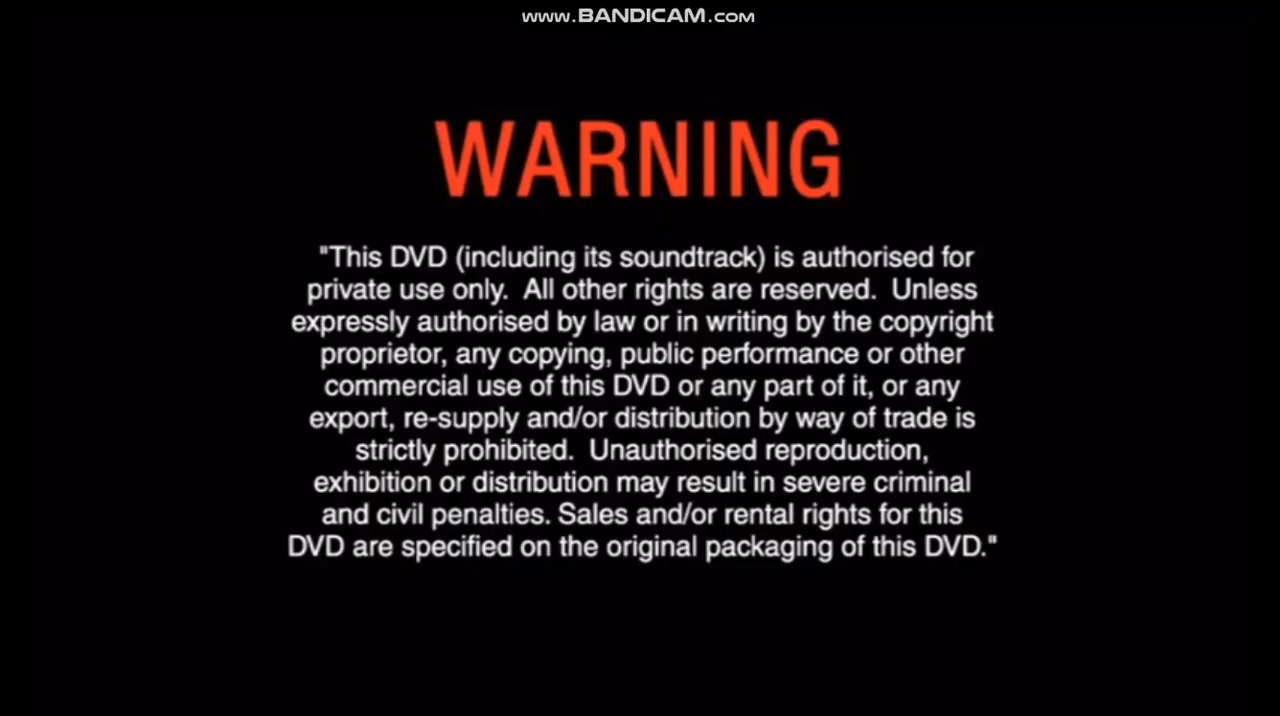 www.BANDICAM.com
WARNING
"This DVD (including its soundtrack) is authorised for
private use only.  All other rights are reserved.  Unless
expressly authorised by law or in writing by the copyright
proprietor, any copying, public performance or other
commercial use of this DVD or any part of it, or any
export, re-supply and/or distribution by way of trade is
strictly prohibited.  Unauthorised reproduction,
exhibition or distribution may result in severe criminal
and civil penalties. Sales and/or rental rights for this
DVD are specified on the original packaging of this DVD."